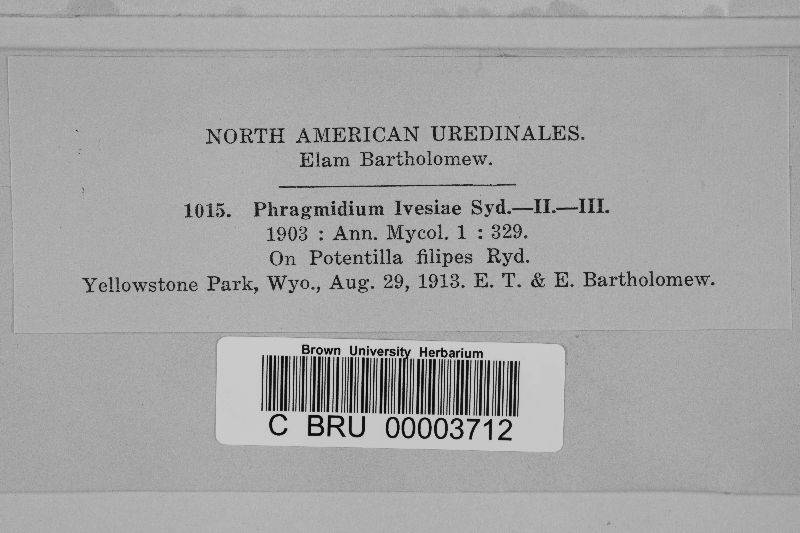 NORTH AMERICAN UREDINALES.
Elam Bartholomew.
1015. Phragmidium Ivesiae Syd.—II.—III.
1903 : Ann. Mycol. 1 : 329.
On Potentilla filipes Ryd.
Yellowstone Park, Wyo., Aug. 29, 1913. E. T. & E. Bartholomew.
Brown University Herbarium
C BRU 00003712